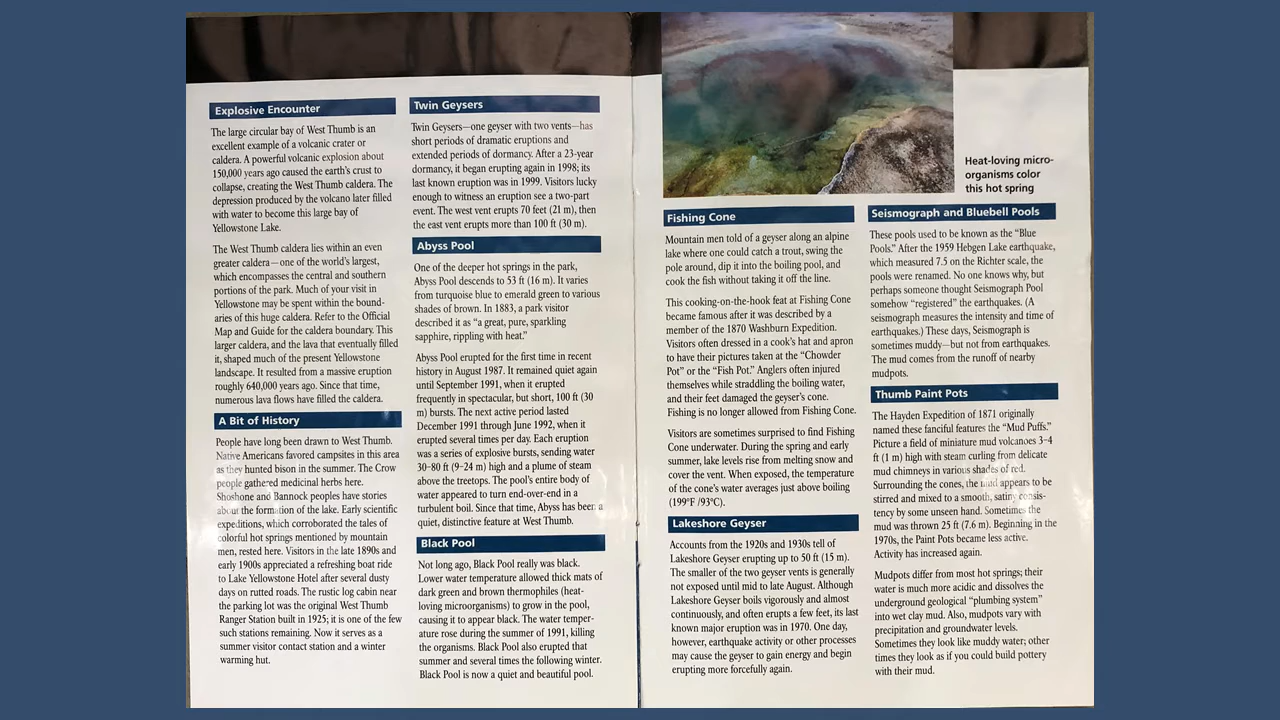 Explosive Encounter
The large circular bay of West Thumb is an
excellent example of a volcanic crater or
caldera. A powerful volcanic explosion about
150,000 years ago caused the earth's crust to
collapse, creating the West Thumb caldera. The
depression produced by the volcano later filled
with water to become this large bay of
Yellowstone Lake.
The West Thumb caldera lies within an even
greater caldera—one of the world's largest,
which encompasses the central and southern
portions of the park. Much of your visit in
Yellowstone may be spent within the bound-
aries of this huge caldera. Refer to the Official
Map and Guide for the caldera boundary. This
larger caldera, and the lava that eventually filled
it, shaped much of the present Yellowstone
landscape. It resulted from a massive eruption
roughly 640,000 years ago. Since that time,
numerous lava flows have filled the caldera.
A Bit of History
People have long been drawn to West Thumb.
Native Americans favored campsites in this area
as they hunted bison in the summer. The Crow
people gathered medicinal herbs here.
Shoshone and Bannock peoples have stories
about the formation of the lake. Early scientific
expeditions, which corroborated the tales of
colorful hot springs mentioned by mountain
men, rested here. Visitors in the late 1890s and
early 1900s appreciated a refreshing boat ride
to Lake Yellowstone Hotel after several dusty
days on rutted roads. The rustic log cabin near
the parking lot was the original West Thumb
Ranger Station built in 1925; it is one of the few
such stations remaining. Now it serves as a
summer visitor contact station and a winter
warming hut.
Twin Geysers
Twin Geysers—one geyser with two vents—has
short periods of dramatic eruptions and
extended periods of dormancy. After a 23-year
dormancy, it began erupting again in 1998; its
last known eruption was in 1999. Visitors lucky
enough to witness an eruption see a two-part
event. The west vent erupts 70 feet (21 m), then
the east vent erupts more than 100 ft (30 m).
Abyss Pool
One of the deeper hot springs in the park,
Abyss Pool descends to 53 ft (16 m). It varies
from turquoise blue to emerald green to various
shades of brown. In 1883, a park visitor
described it as "a great, pure, sparkling
sapphire, rippling with heat."
Abyss Pool erupted for the first time in recent
history in August 1987. It remained quiet again
until September 1991, when it erupted
frequently in spectacular, but short, 100 ft (30
m) bursts. The next active period lasted
December 1991 through June 1992, when it
erupted several times per day. Each eruption
was a series of explosive bursts, sending water
30–80 ft (9–24 m) high and a plume of steam
above the treetops. The pool's entire body of
water appeared to turn end-over-end in a
turbulent boil. Since that time, Abyss has been a
quiet, distinctive feature at West Thumb.
Black Pool
Not long ago, Black Pool really was black.
Lower water temperature allowed thick mats of
dark green and brown thermophiles (heat-
loving microorganisms) to grow in the pool,
causing it to appear black. The water temper-
ature rose during the summer of 1991, killing
the organisms. Black Pool also erupted that
summer and several times the following winter.
Black Pool is now a quiet and beautiful pool.
Heat-loving micro-
organisms color
this hot spring
Fishing Cone
Mountain men told of a geyser along an alpine
lake where one could catch a trout, swing the
pole around, dip it into the boiling pool, and
cook the fish without taking it off the line.
This cooking-on-the-hook feat at Fishing Cone
became famous after it was described by a
member of the 1870 Washburn Expedition.
Visitors often dressed in a cook's hat and apron
to have their pictures taken at the "Chowder
Pot" or the "Fish Pot." Anglers often injured
themselves while straddling the boiling water,
and their feet damaged the geyser's cone.
Fishing is no longer allowed from Fishing Cone.
Visitors are sometimes surprised to find Fishing
Cone underwater. During the spring and early
summer, lake levels rise from melting snow and
cover the vent. When exposed, the temperature
of the cone's water averages just above boiling
(199°F /93°C).
Lakeshore Geyser
Accounts from the 1920s and 1930s tell of
Lakeshore Geyser erupting up to 50 ft (15 m).
The smaller of the two geyser vents is generally
not exposed until mid to late August. Although
Lakeshore Geyser boils vigorously and almost
continuously, and often erupts a few feet, its last
known major eruption was in 1970. One day,
however, earthquake activity or other processes
may cause the geyser to gain energy and begin
erupting more forcefully again.
Seismograph and Bluebell Pools
These pools used to be known as the "Blue
Pools." After the 1959 Hebgen Lake earthquake,
which measured 7.5 on the Richter scale, the
pools were renamed. No one knows why, but
perhaps someone thought Seismograph Pool
somehow "registered" the earthquakes. (A
seismograph measures the intensity and time of
earthquakes.) These days, Seismograph is
sometimes muddy—but not from earthquakes.
The mud comes from the runoff of nearby
mudpots.
Thumb Paint Pots
The Hayden Expedition of 1871 originally
named these fanciful features the "Mud Puffs."
Picture a field of miniature mud volcanoes 3–4
ft (1 m) high with steam curling from delicate
mud chimneys in various shades of red.
Surrounding the cones, the mud appears to be
stirred and mixed to a smooth, satiny consis-
tency by some unseen hand. Sometimes the
mud was thrown 25 ft (7.6 m). Beginning in the
1970s, the Paint Pots became less active.
Activity has increased again.
Mudpots differ from most hot springs; their
water is much more acidic and dissolves the
underground geological "plumbing system"
into wet clay mud. Also, mudpots vary with
precipitation and groundwater levels.
Sometimes they look like muddy water; other
times they look as if you could build pottery
with their mud.